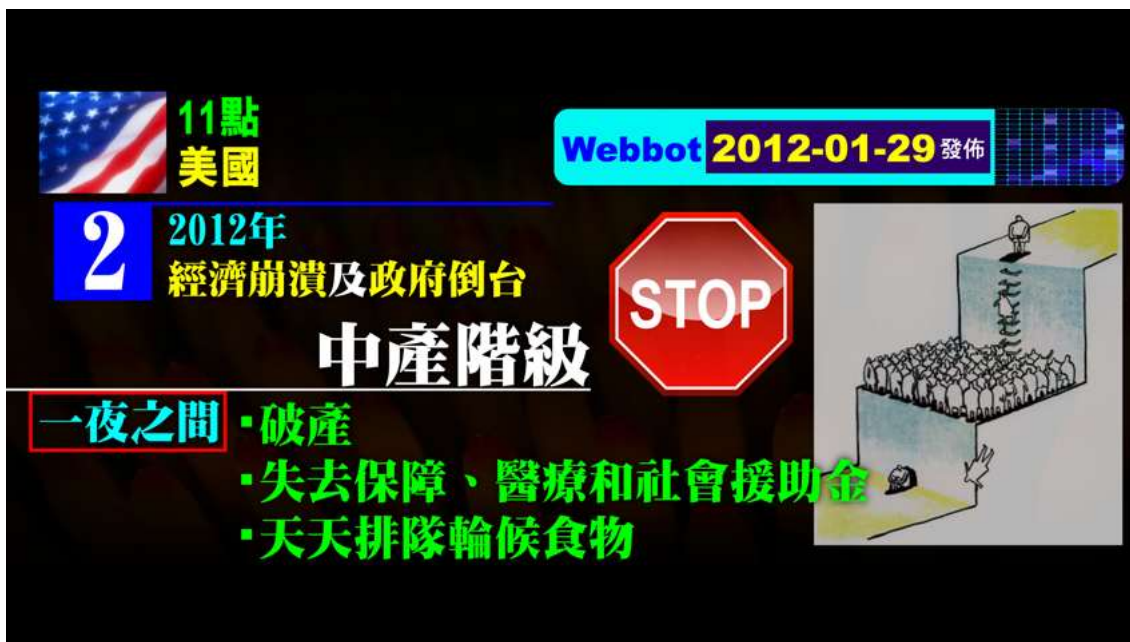 11點
美國
Webbot 2012-01-29 發佈
2
2012年
經濟崩潰及政府倒台
STOP
中產階級
一夜之間
▪破產
▪失去保障、醫療和社會援助金
▪天天排隊輪候食物